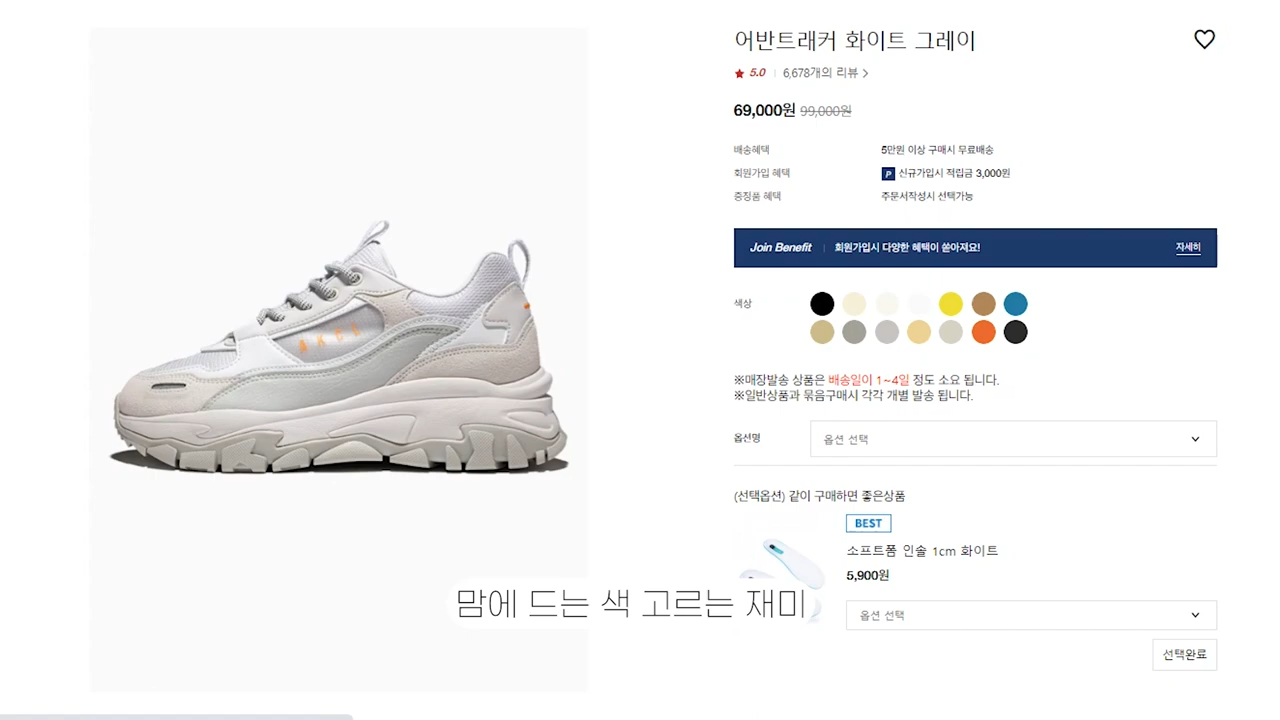 어반트래커 화이트 그레이
5.0 | 6,678개의 리뷰 >
69,000원 99,000원
배송혜택 5만원 이상 구매시 무료배송
회원가입 혜택 P 신규가입시 적립금 3,000원
증정품 혜택 주문서작성시 선택가능
Join Benefit | 회원가입시 다양한 혜택이 쏟아져요! 자세히
색상
※매장발송 상품은 배송일이 1~4일 정도 소요 됩니다.
※일반상품과 묶음구매시 각각 개별 발송 됩니다.
옵션명 옵션 선택
(선택옵션) 같이 구매하면 좋은상품
BEST
소프트폼 인솔 1cm 화이트
5,900원
맘에 드는 색 고르는 재미
옵션 선택
선택완료